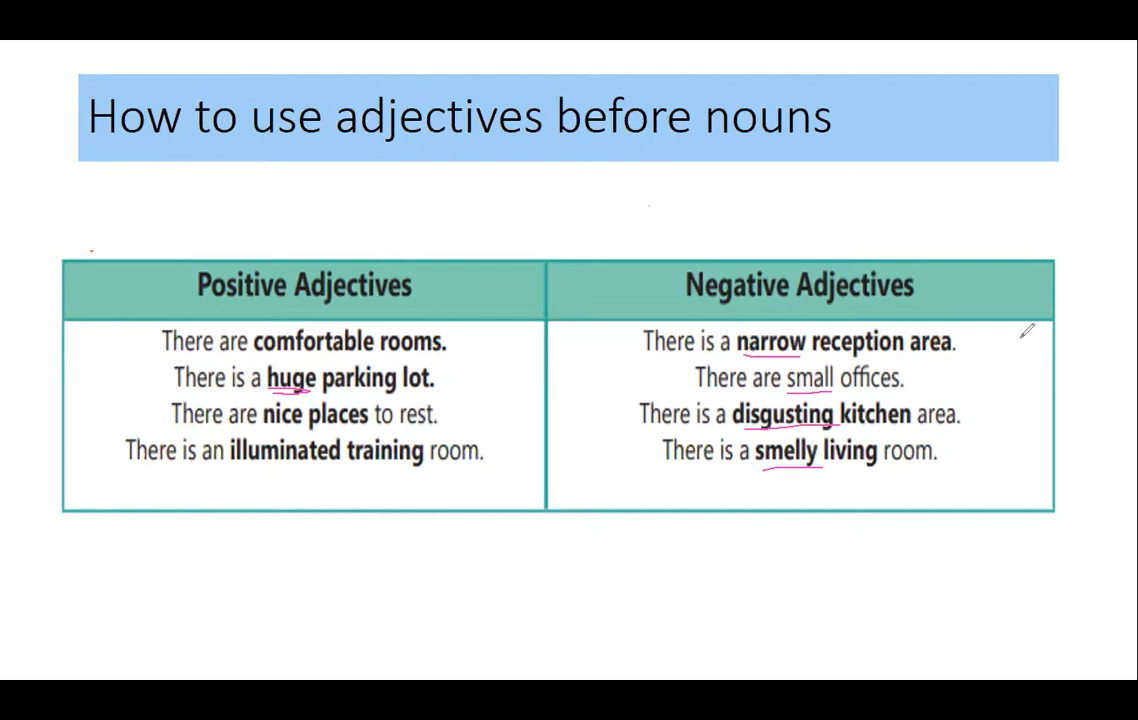 How to use adjectives before nouns
Positive Adjectives
There are comfortable rooms.
There is a huge parking lot.
There are nice places to rest.
There is an illuminated training room.
Negative Adjectives
There is a narrow reception area.
There are small offices.
There is a disgusting kitchen area.
There is a smelly living room.